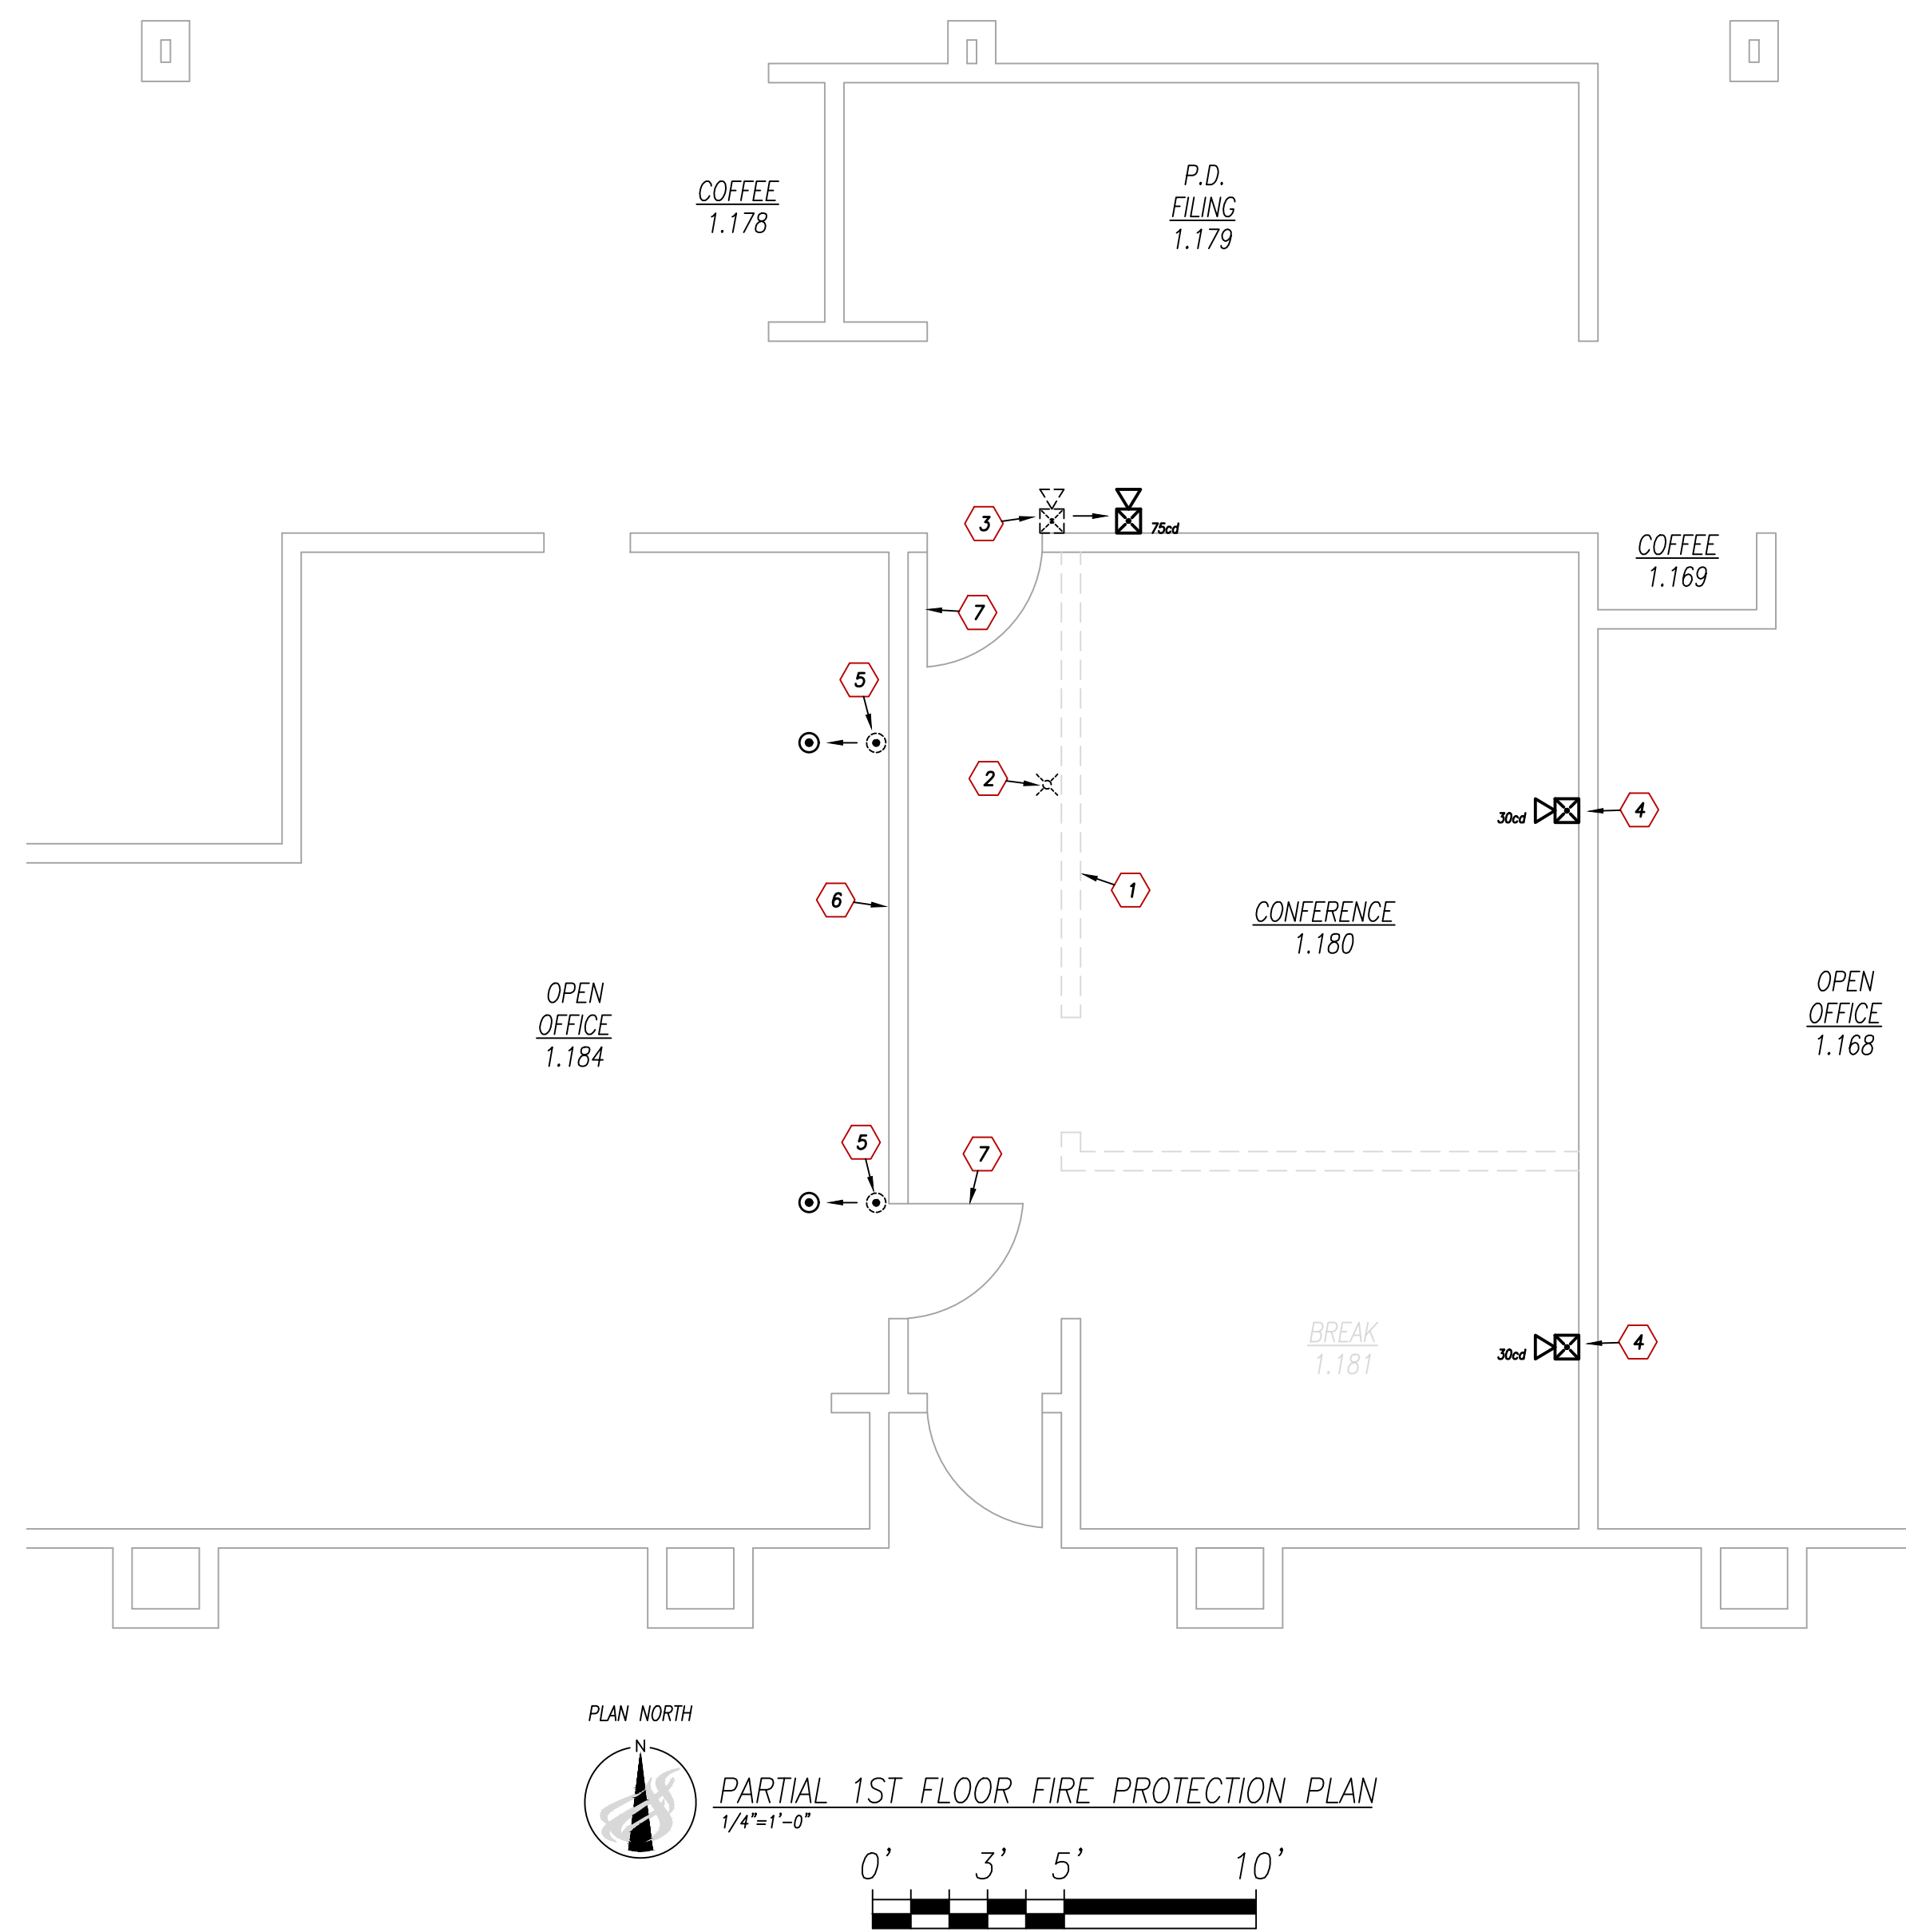 P.D.
FILING
1.179
COFFEE
1.178
3
75cd
COFFEE
1.169
7
5
2
4
30cd
1
6
CONFERENCE
1.180
OPEN
OFFICE
1.184
OPEN
OFFICE
1.168
5
7
BREAK
1.181
4
30cd
PLAN NORTH
N
PARTIAL 1ST FLOOR FIRE PROTECTION PLAN
1/4"=1'-0"
0' 3' 5' 10'